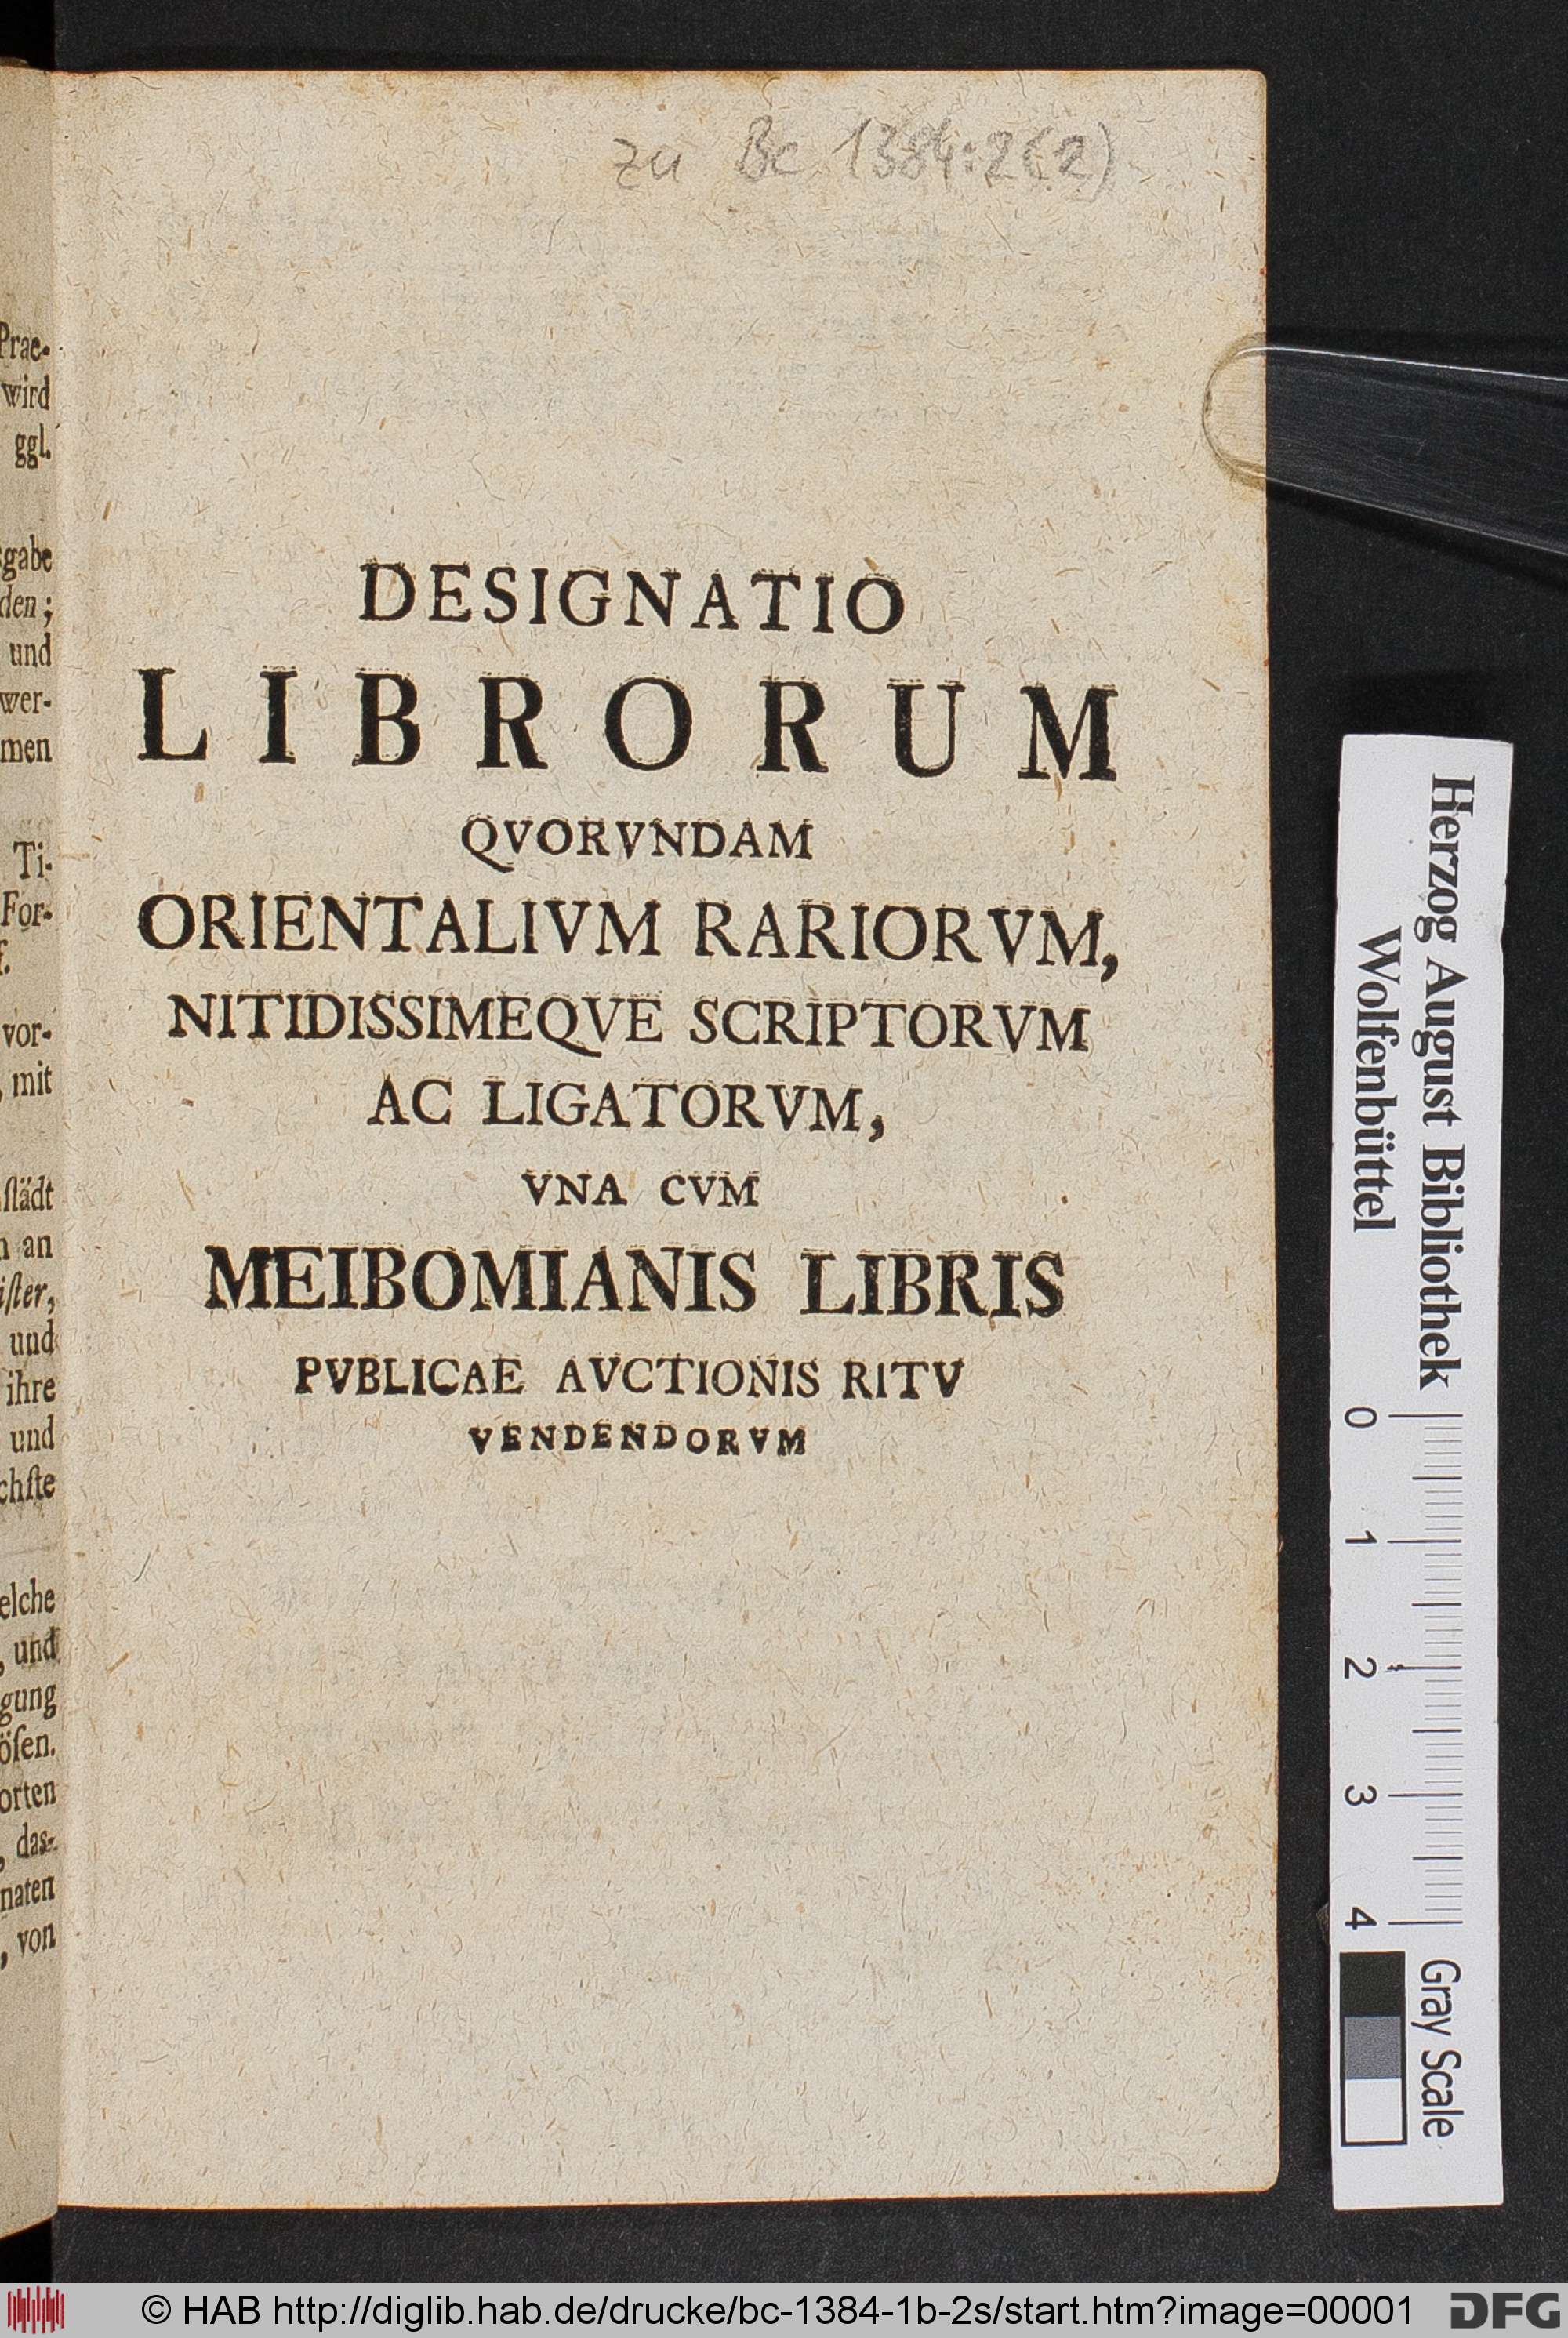 zu Bc 1384:2(2)
DESIGNATIO
LIBRORUM
QVORVNDAM
ORIENTALIVM RARIORVM,
NITIDISSIMEQVE SCRIPTORVM
AC LIGATORVM,
VNA CVM
MEIBOMIANIS LIBRIS
PVBLICAE AVCTIONIS RITV
VENDENDORVM
Prae-
wird
ggl.
gabe
den;
und
wer-
men
Ti-
For-
vor-
, mit
ſtädt
an
iſter,
und
ihre
und
chſte
elche
, und
gung
öſen.
orten
, das-
naten
, von
Herzog August Bibliothek
Wolfenbüttel
0 1 2 3 4
Gray Scale
© HAB http://diglib.hab.de/drucke/bc-1384-1b-2s/start.htm?image=00001
DFG